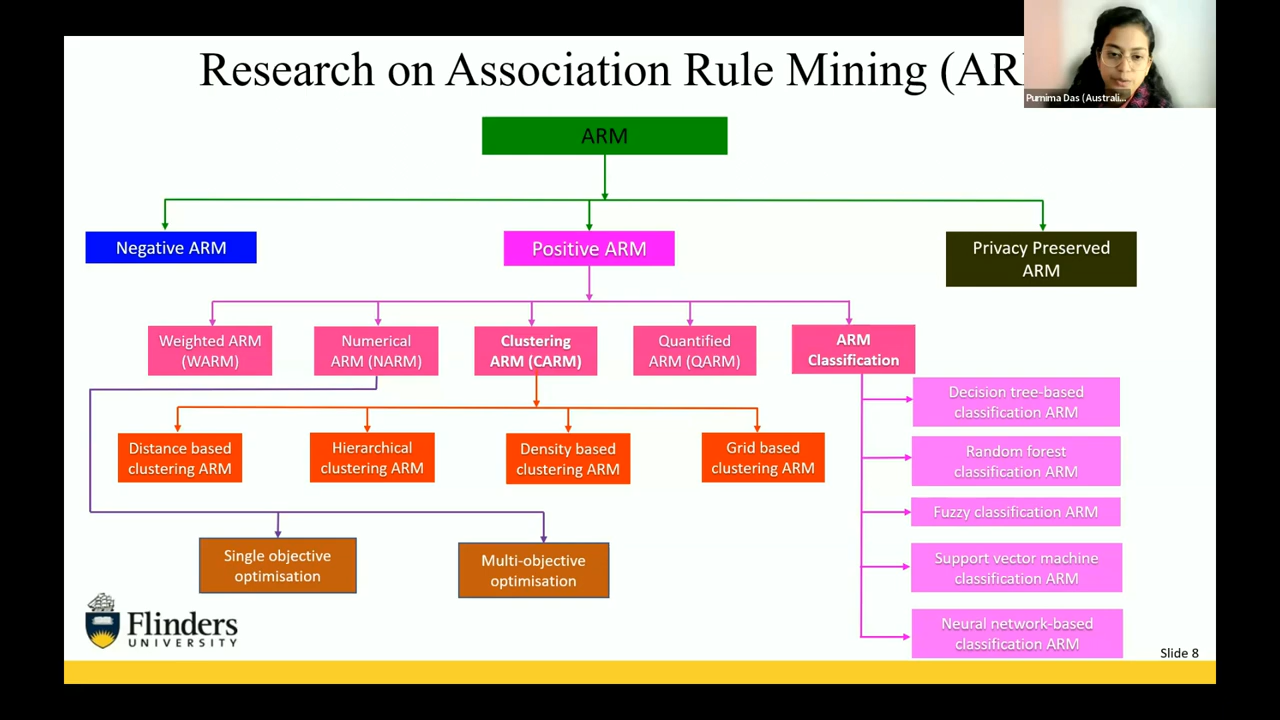 Research on Association Rule Mining (AR
Purnima Das (Australi...
ARM
Negative ARM
Positive ARM
Privacy Preserved
ARM
Weighted ARM
(WARM)
Numerical
ARM (NARM)
Clustering
ARM (CARM)
Quantified
ARM (QARM)
ARM
Classification
Decision tree-based
classification ARM
Random forest
classification ARM
Fuzzy classification ARM
Support vector machine
classification ARM
Neural network-based
classification ARM
Distance based
clustering ARM
Hierarchical
clustering ARM
Density based
clustering ARM
Grid based
clustering ARM
Single objective
optimisation
Multi-objective
optimisation
Flinders
UNIVERSITY
Slide 8